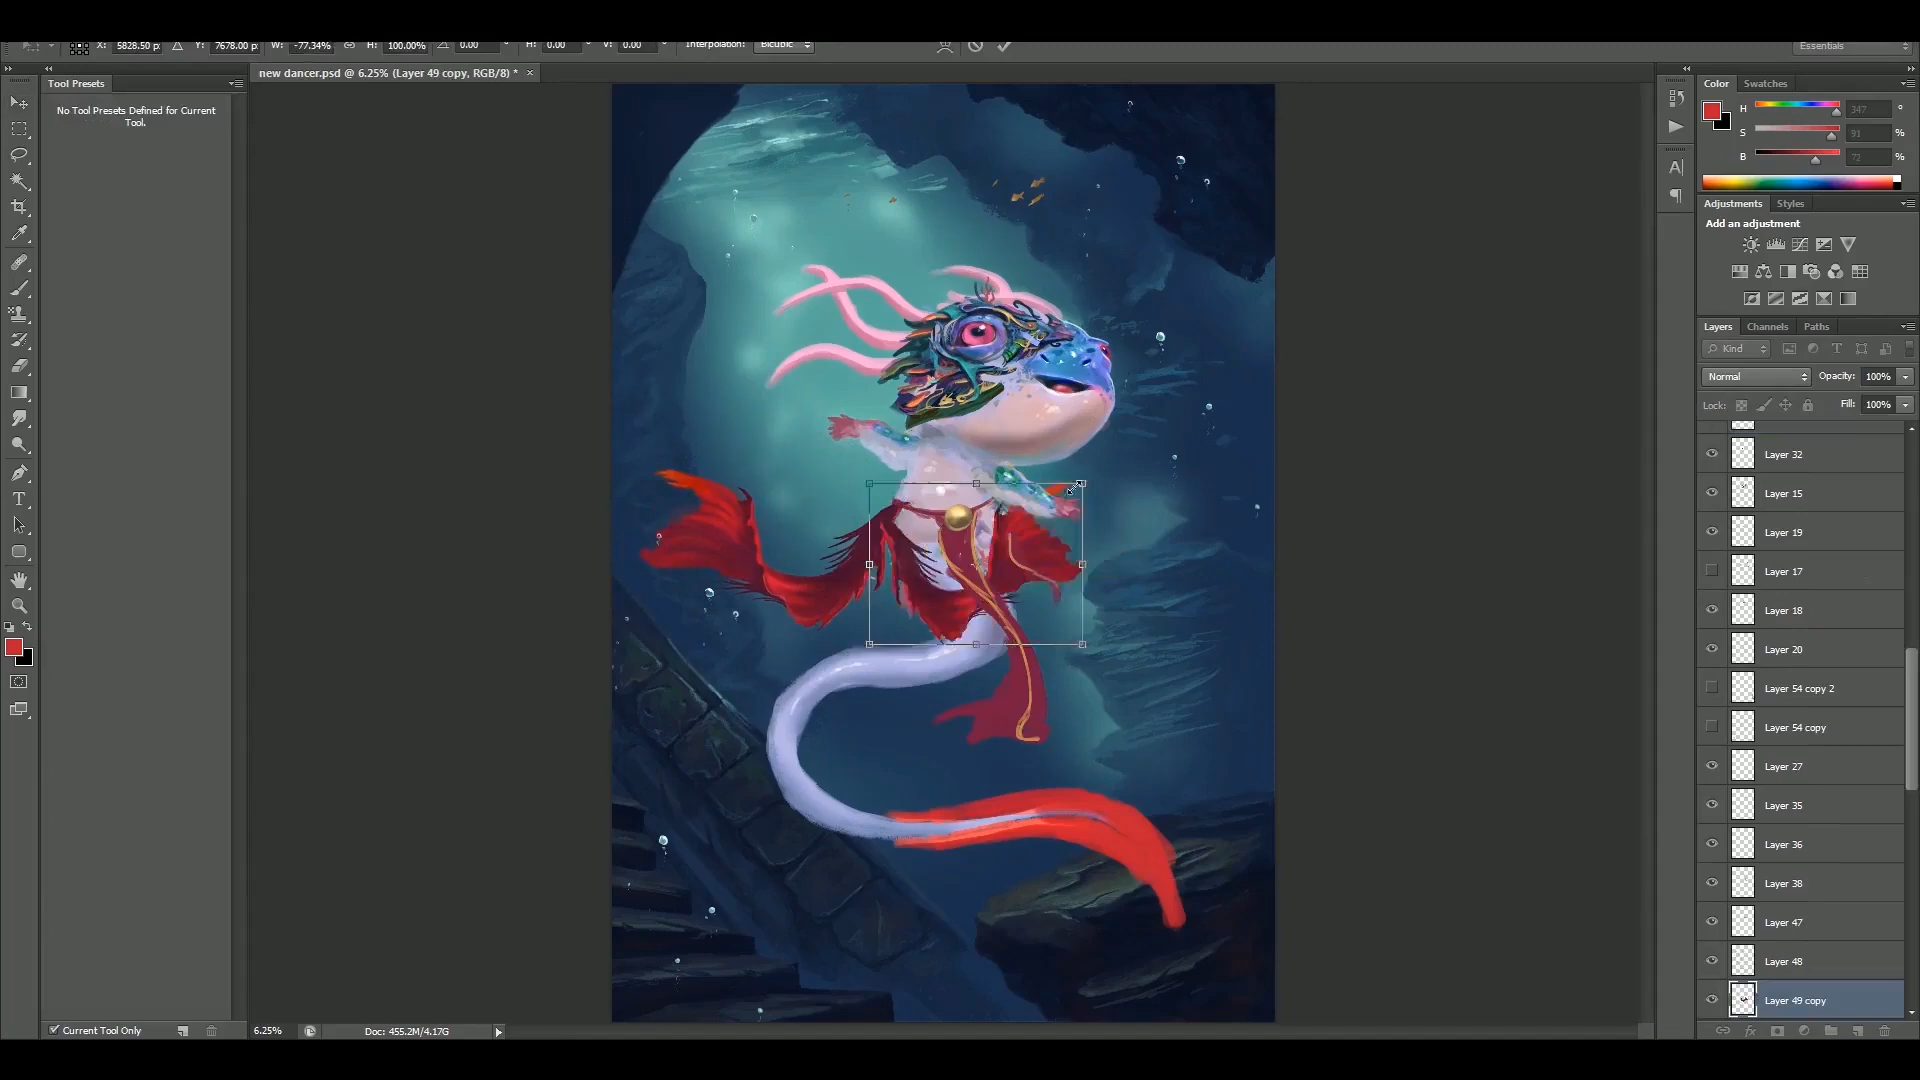 X: 5828.50 p: Y: 7678.00 p: W: -77.34% H: 100.00% 0.00 ° H: 0.00 ° V: 0.00 ° Interpolation: Bicubic Essentials
Tool Presets
No Tool Presets Defined for Current
Tool.
new dancer.psd @ 6.25% (Layer 49 copy, RGB/8) * ×
Color Swatches
H 347 °
S 91 %
B 72 %
Adjustments Styles
Add an adjustment
Layers Channels Paths
Kind T
Normal Opacity: 100%
Lock: Fill: 100%
Layer 32
Layer 15
Layer 19
Layer 17
Layer 18
Layer 20
Layer 54 copy 2
Layer 54 copy
Layer 27
Layer 35
Layer 36
Layer 38
Layer 47
Layer 48
Layer 49 copy
Current Tool Only
6.25% Doc: 455.2M/4.17G
fx